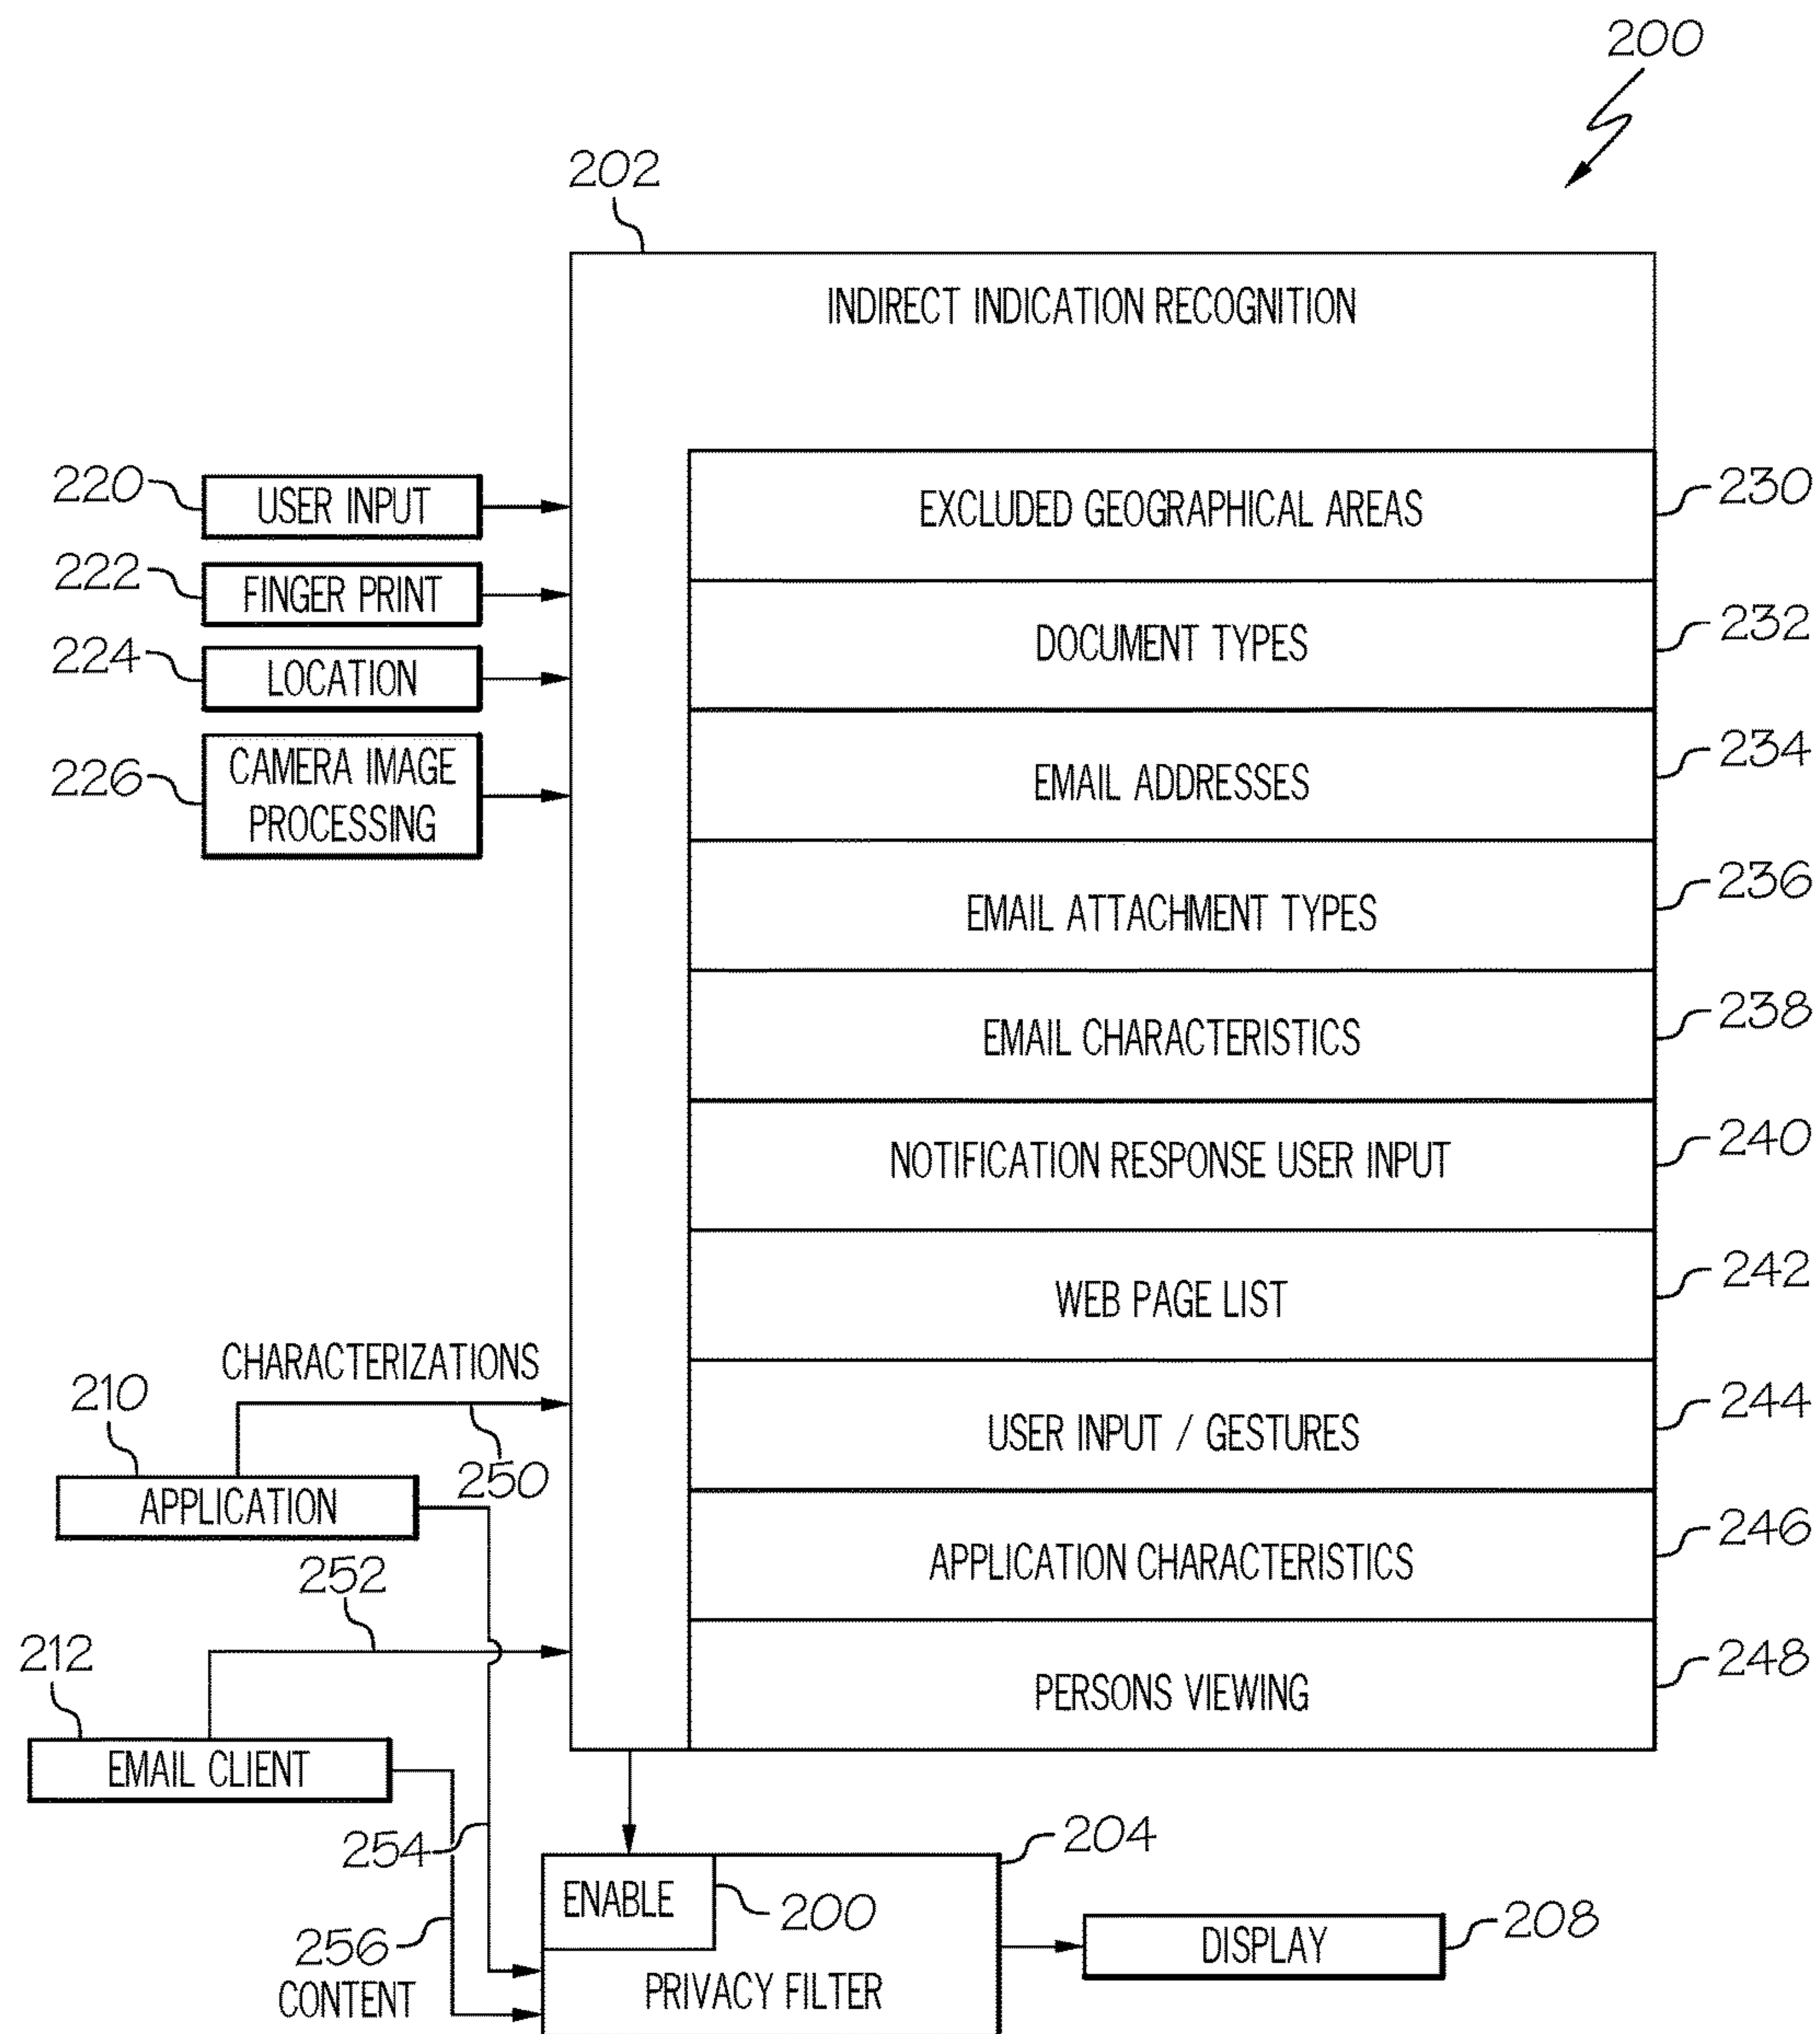 200
202
INDIRECT INDICATION RECOGNITION
220
USER INPUT
EXCLUDED GEOGRAPHICAL AREAS
230
222
FINGER PRINT
224
LOCATION
DOCUMENT TYPES
232
226
CAMERA IMAGE
PROCESSING
EMAIL ADDRESSES
234
EMAIL ATTACHMENT TYPES
236
EMAIL CHARACTERISTICS
238
NOTIFICATION RESPONSE USER INPUT
240
WEB PAGE LIST
242
CHARACTERIZATIONS
210
250
USER INPUT / GESTURES
244
APPLICATION
252
APPLICATION CHARACTERISTICS
246
212
PERSONS VIEWING
248
EMAIL CLIENT
254
204
ENABLE
200
256
CONTENT
PRIVACY FILTER
DISPLAY
208